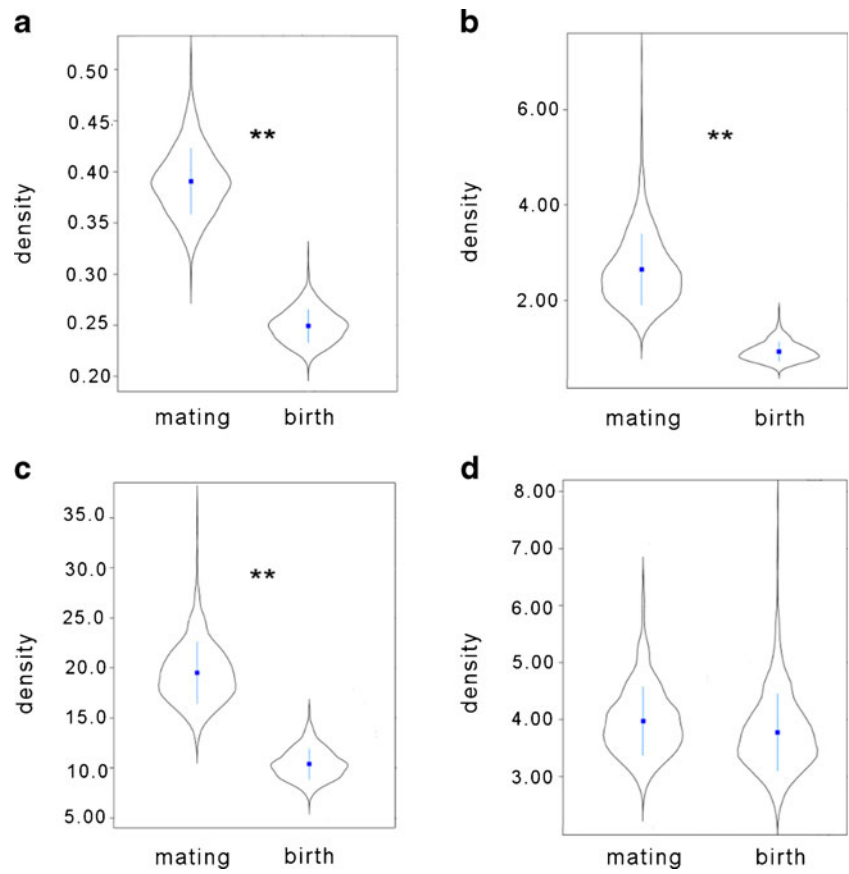 a
density
0.50
0.45
0.40
0.35
0.30
0.25
0.20
**
mating birth
b
density
6.00
4.00
2.00
**
mating birth
c
density
35.0
30.0
25.0
20.0
15.0
10.0
5.00
**
mating birth
d
density
8.00
7.00
6.00
5.00
4.00
3.00
mating birth